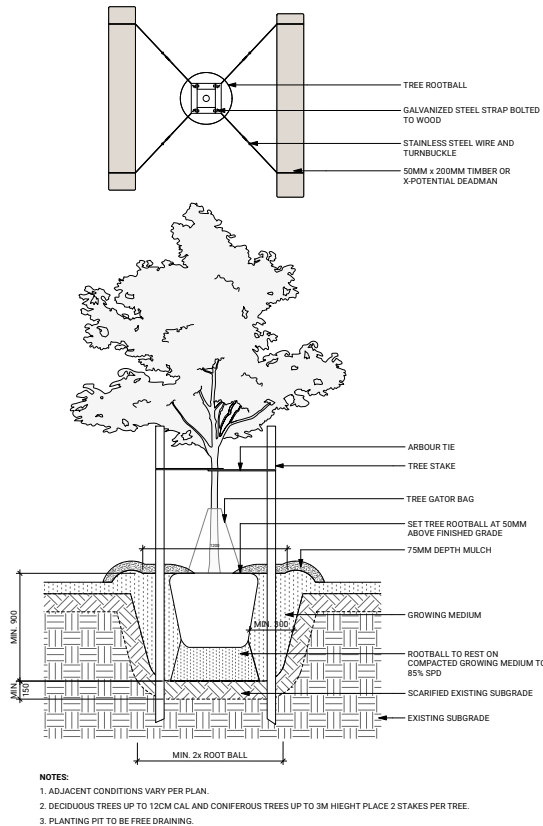 TREE ROOTBALL
GALVANIZED STEEL STRAP BOLTED
TO WOOD
STAINLESS STEEL WIRE AND
TURNBUCKLE
50MM x 200MM TIMBER OR
X-POTENTIAL DEADMAN
ARBOUR TIE
TREE STAKE
TREE GATOR BAG
SET TREE ROOTBALL AT 50MM
ABOVE FINISHED GRADE
1200
75MM DEPTH MULCH
MIN. 900
GROWING MEDIUM
MIN. 300
ROOTBALL TO REST ON
COMPACTED GROWING MEDIUM TO
85% SPD
MIN.
150
SCARIFIED EXISTING SUBGRADE
EXISTING SUBGRADE
MIN. 2x ROOT BALL
NOTES:
1. ADJACENT CONDITIONS VARY PER PLAN.
2. DECIDUOUS TREES UP TO 12CM CAL AND CONIFEROUS TREES UP TO 3M HIEGHT PLACE 2 STAKES PER TREE.
3. PLANTING PIT TO BE FREE DRAINING.